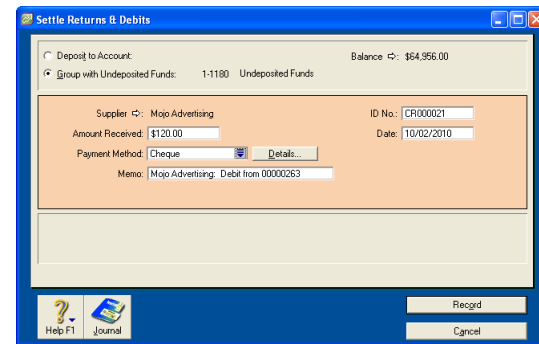 Settle Returns & Debits
Deposit to Account: Balance ⇨: $64,956.00
Group with Undeposited Funds: 1-1180 Undeposited Funds
Supplier ⇨: Mojo Advertising ID No.: CR000021
Amount Received: $120.00 Date: 10/02/2010
Payment Method: Cheque Details...
Memo: Mojo Advertising: Debit from 00000263
Record
Help F1 Journal Cancel